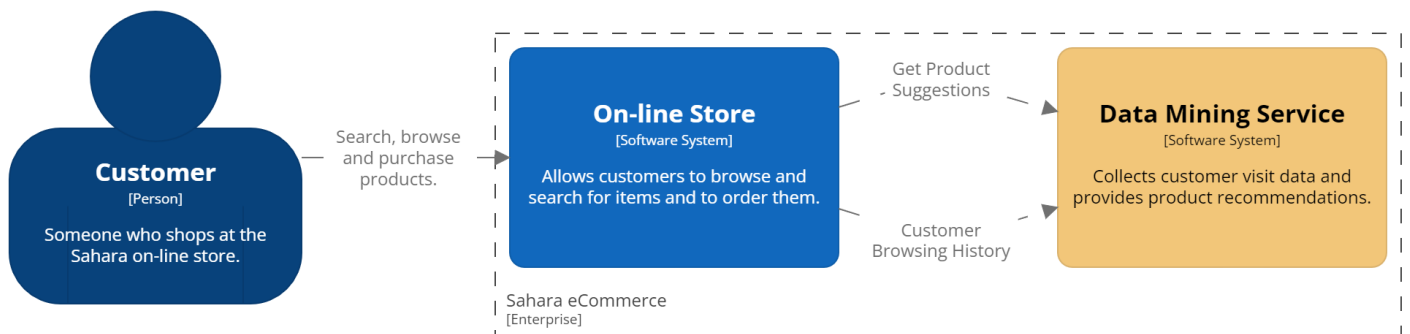 Customer
[Person]
Someone who shops at the
Sahara on-line store.
Search, browse
and purchase
products.
On-line Store
[Software System]
Allows customers to browse and
search for items and to order them.
Get Product
Suggestions
Customer
Browsing History
Data Mining Service
[Software System]
Collects customer visit data and
provides product recommendations.
Sahara eCommerce
[Enterprise]